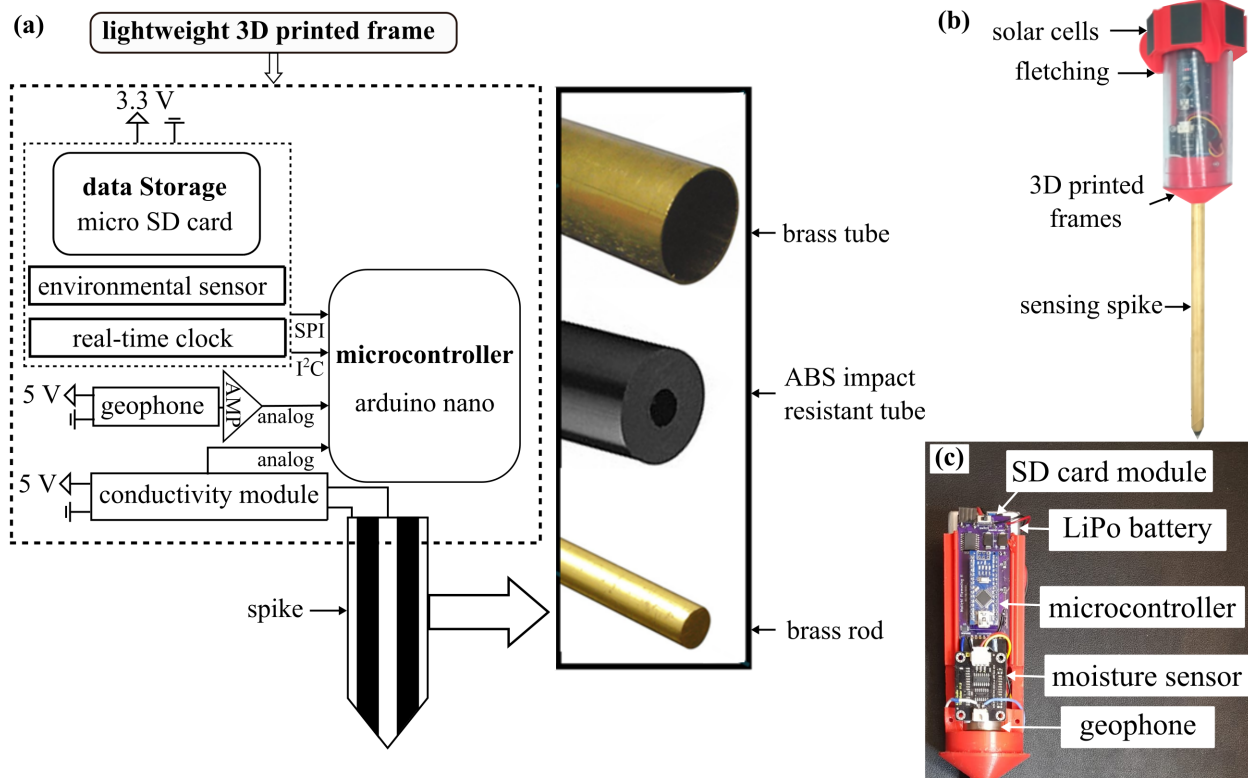 (a)
lightweight 3D printed frame
3.3 V
data Storage
micro SD card
environmental sensor
real-time clock
SPI
I²C
microcontroller
arduino nano
5 V
geophone
AMP
analog
analog
5 V
conductivity module
spike
brass tube
ABS impact
resistant tube
brass rod
(b)
solar cells
fletching
3D printed
frames
sensing spike
(c)
SD card module
LiPo battery
microcontroller
moisture sensor
geophone